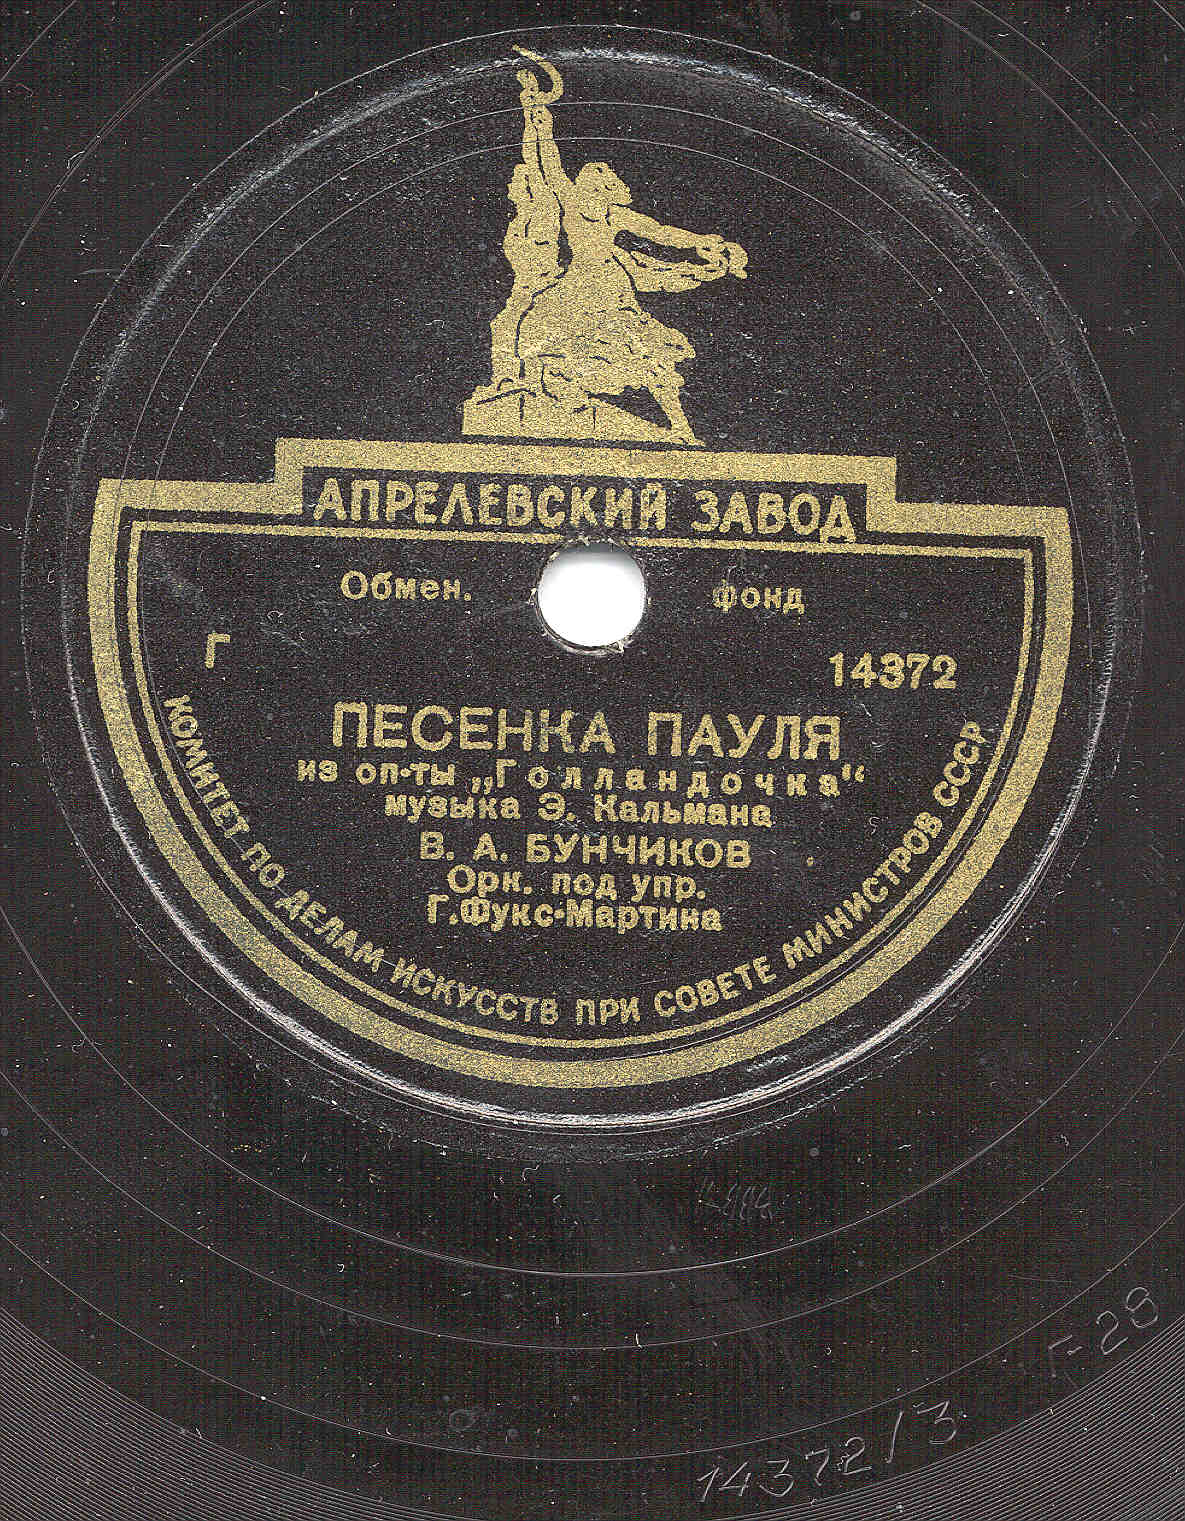 АПРЕЛЕВСКИЙ ЗАВОД
Обмен. фонд
Г 14372
ПЕСЕНКА ПАУЛЯ
из оп-ты „Голландочка“
музыка Э. Кальмана
В. А. БУНЧИКОВ
Орк. под упр.
Г.Фукс-Мартина
КОМИТЕТ ПО ДЕЛАМ ИСКУССТВ ПРИ СОВЕТЕ МИНИСТРОВ СССР
14372/3
Г-28